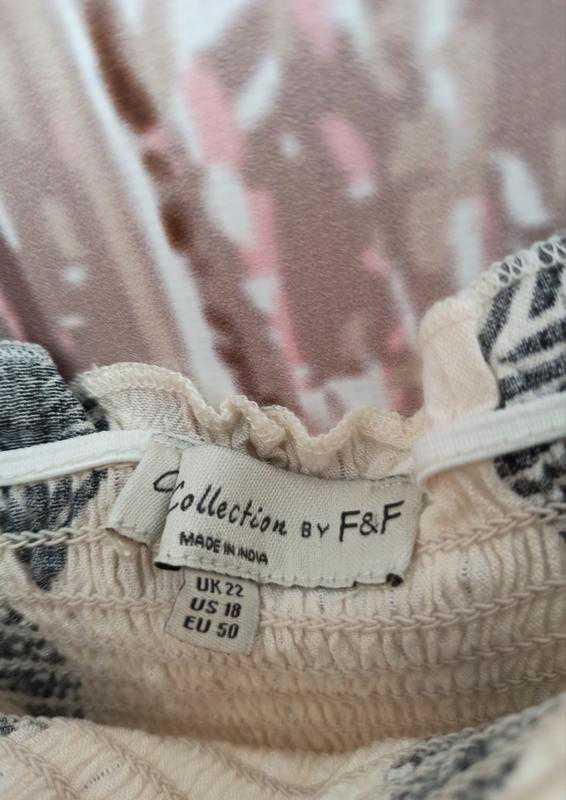 Collection BY F&F
MADE IN INDIA
UK 22
US 18
EU 50